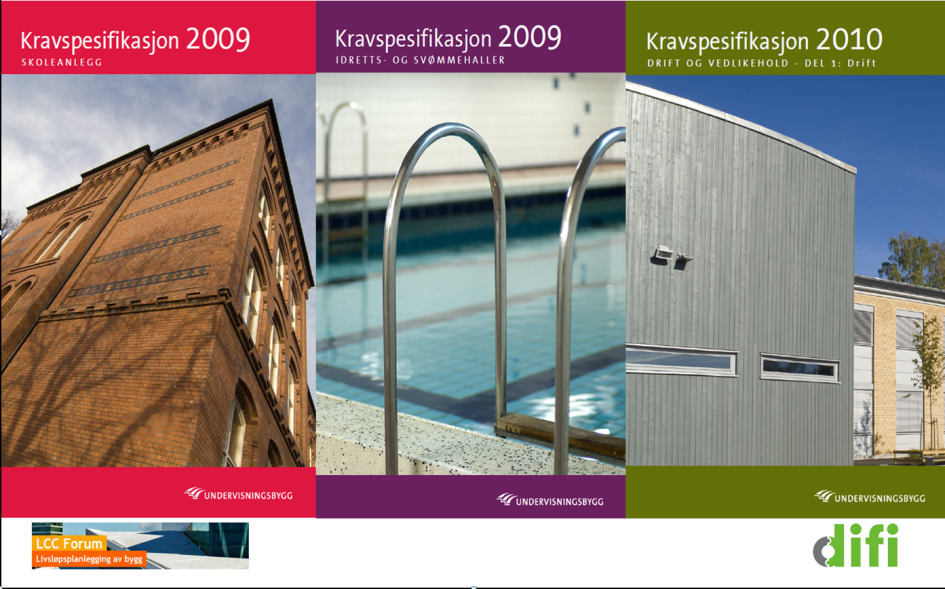 Kravspesifikasjon 2009
SKOLEANLEGG
Kravspesifikasjon 2009
IDRETTS- OG SVØMMEHALLER
Kravspesifikasjon 2010
DRIFT OG VEDLIKEHOLD - DEL 1: Drift
UNDERVISNINGSBYGG
UNDERVISNINGSBYGG
UNDERVISNINGSBYGG
LCC Forum
Livsløpsplanlegging av bygg
difi